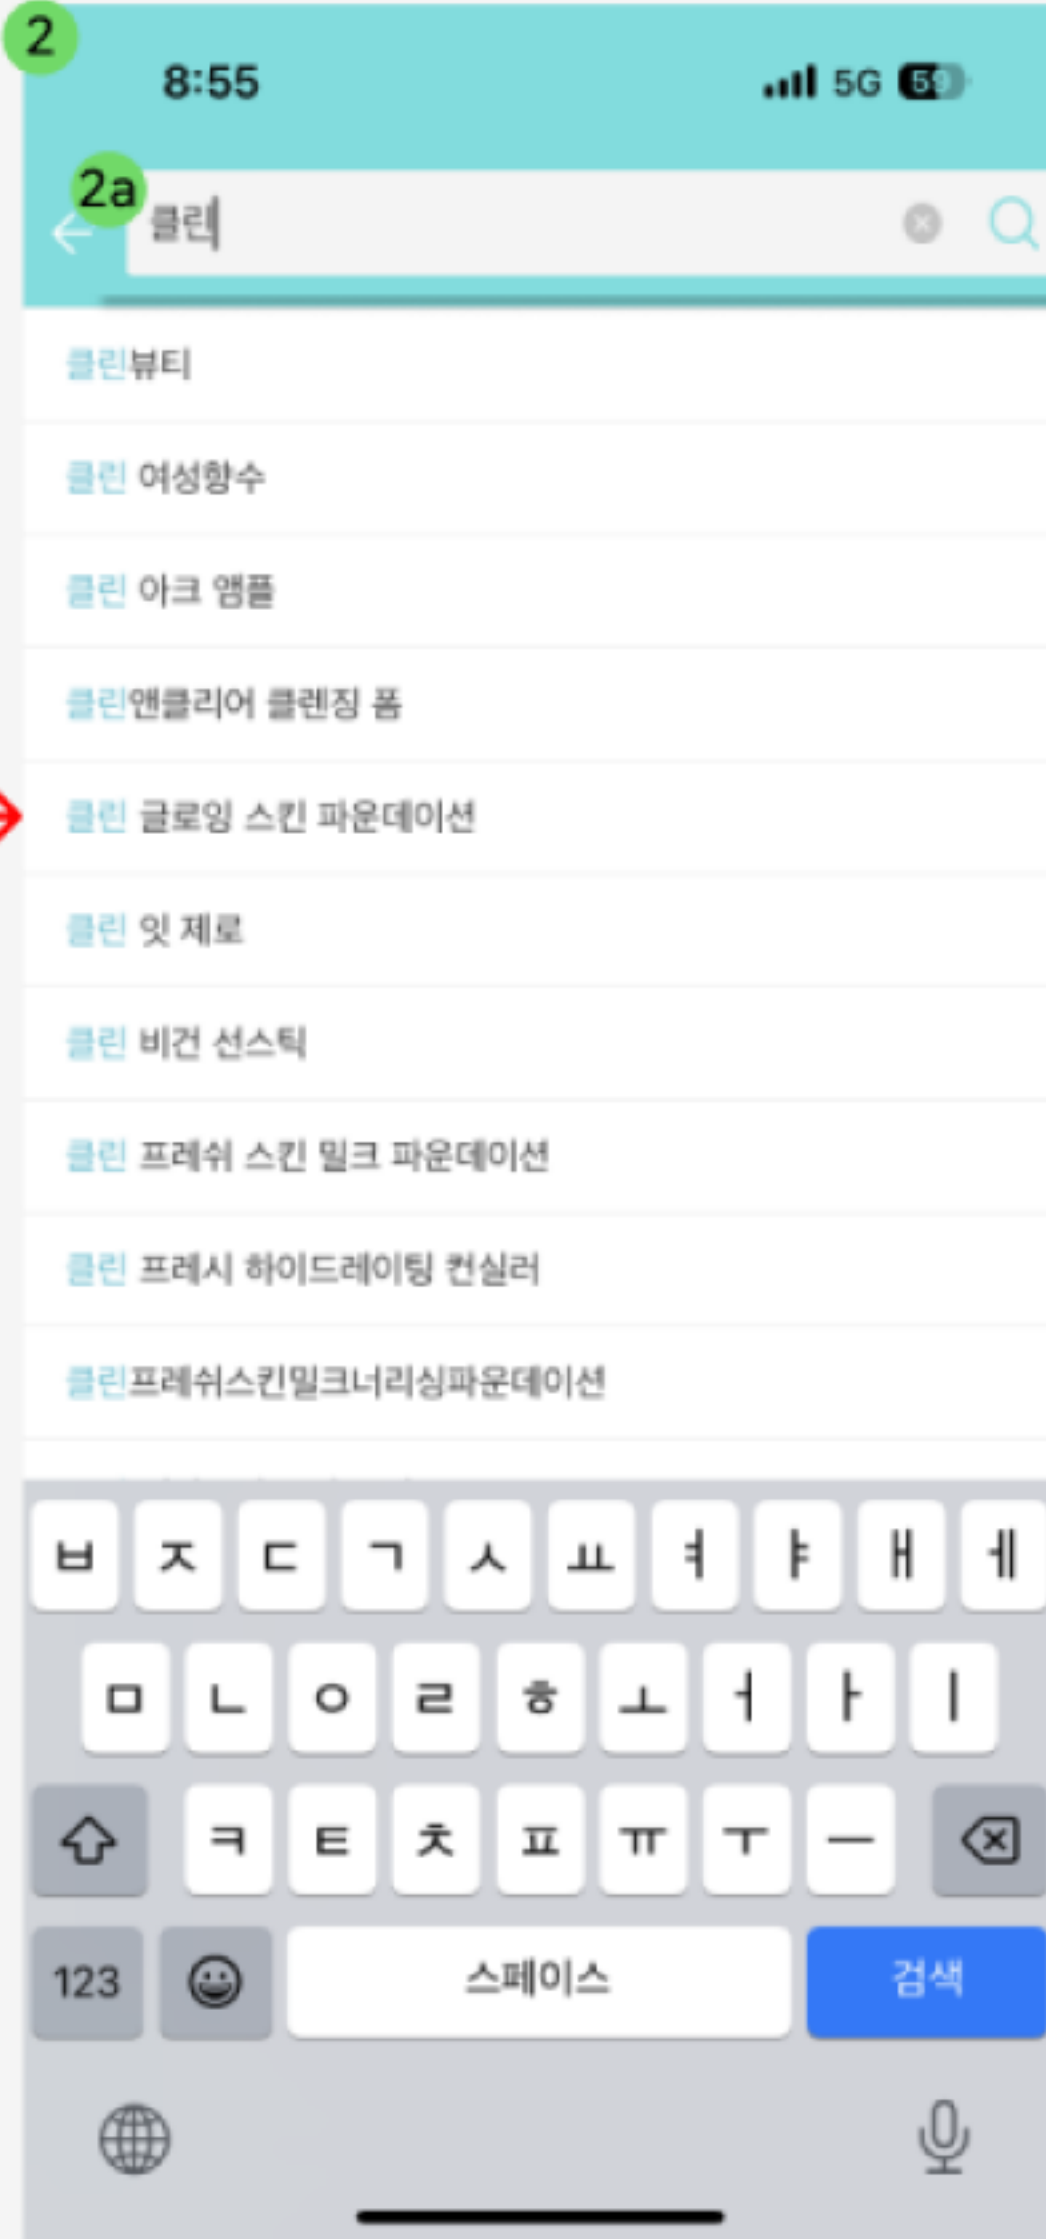 2
8:55
5G 59
2a
클린
클린뷰티
클린 여성향수
클린 아크 앰플
클린앤클리어 클렌징 폼
클린 글로잉 스킨 파운데이션
클린 잇 제로
클린 비건 선스틱
클린 프레쉬 스킨 밀크 파운데이션
클린 프레시 하이드레이팅 컨실러
클린프레쉬스킨밀크너리싱파운데이션
ㅂ ㅈ ㄷ ㄱ ㅅ ㅛ ㅕ ㅑ ㅐ ㅔ
ㅁ ㄴ ㅇ ㄹ ㅎ ㅗ ㅓ ㅏ ㅣ
ㅋ ㅌ ㅊ ㅍ ㅠ ㅜ ㅡ
123 스페이스 검색